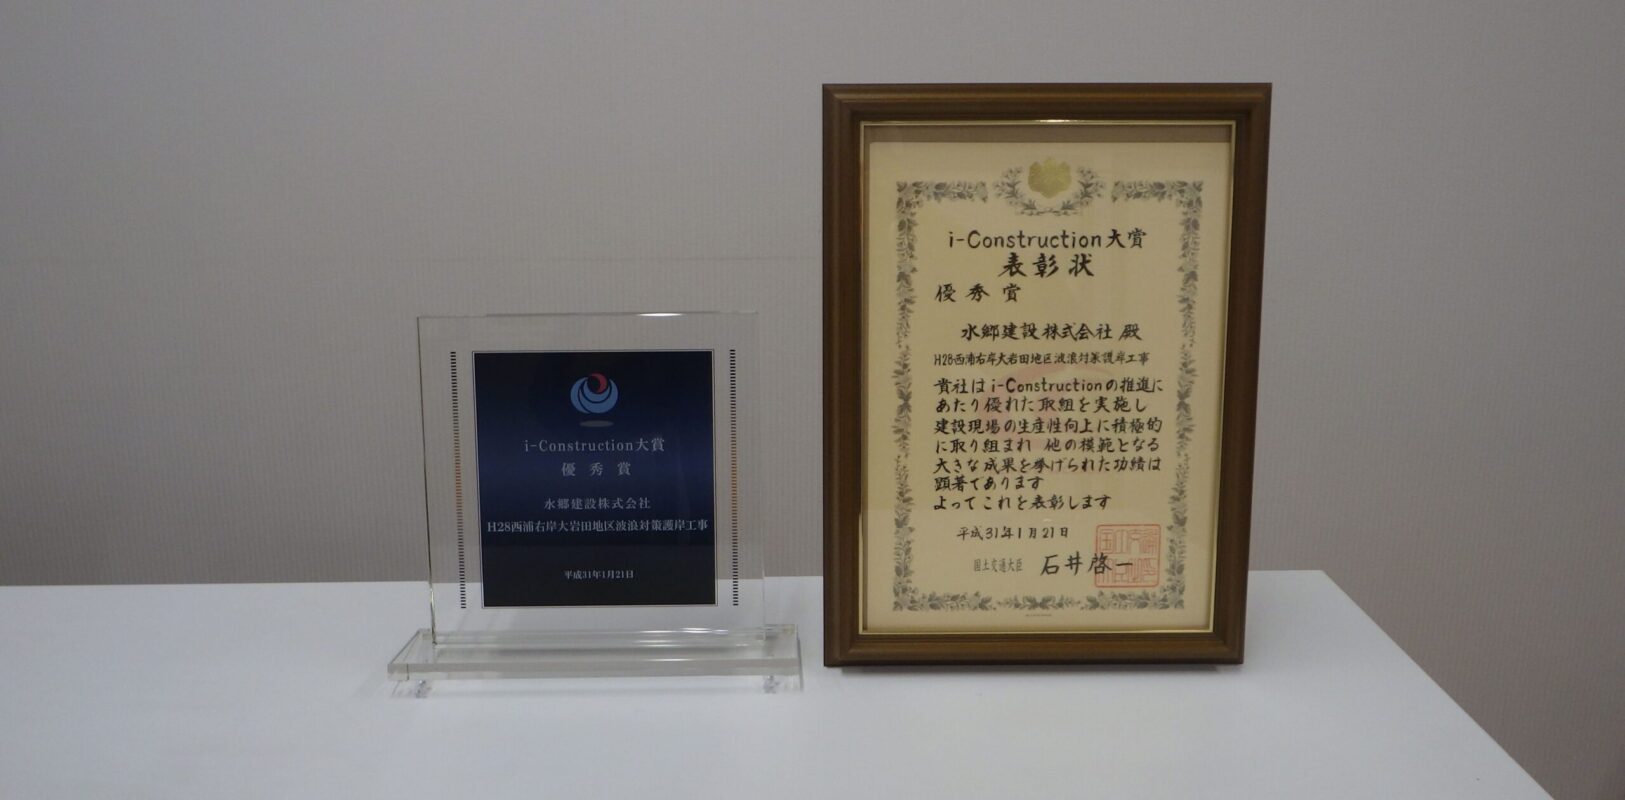 i-Construction大賞
優秀賞
水郷建設株式会社
H28西浦右岸大岩田地区波浪対策護岸工事
平成31年1月21日
i-Construction大賞
表彰状
優秀賞
水郷建設株式会社 殿
H28西浦右岸大岩田地区波浪対策護岸工事
貴社はi-Constructionの推進に
あたり優れた取組を実施し
建設現場の生産性向上に積極的
に取り組まれ 他の模範となる
大きな成果を挙げられた功績は
顕著であります
よってこれを表彰します
平成31年1月21日
国土交通大臣 石井啓一